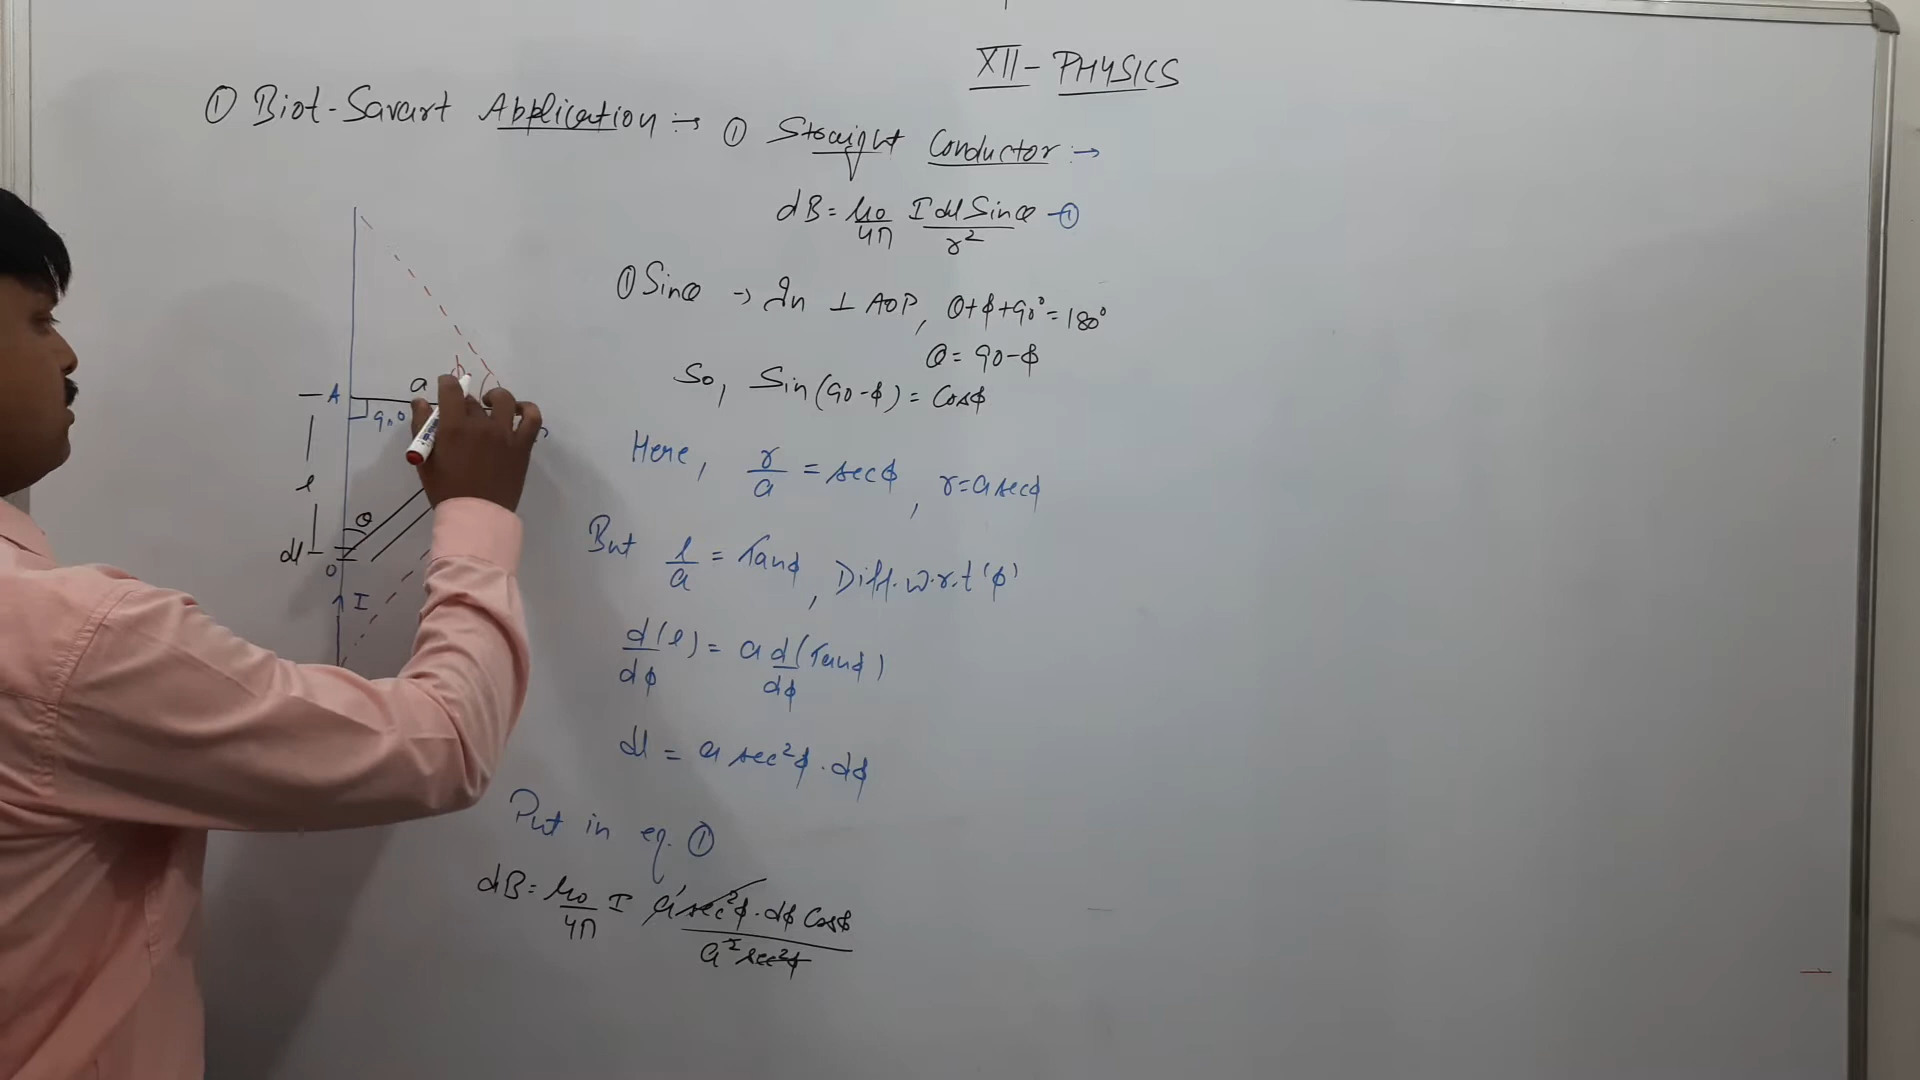 XII - PHYSICS
① Biot-Savart Application :→ ① Straight Conductor :→
dB = μ0/4π I dl Sinθ/r² -①
① Sinθ → In ⊥ AOP, θ+ϕ+90°=180°
θ = 90-ϕ
So, Sin(90-ϕ) = Cosϕ
Here, r/a = secϕ, r=a secϕ
But l/a = Tanϕ, Diff. w.r.t 'ϕ'
d(l)/dϕ = a d(Tanϕ)/dϕ
dl = a sec²ϕ . dϕ
Put in eq. ①
dB = μ0/4π I a sec²ϕ . dϕ Cosϕ/a² sec²ϕ
a
A
90°
l
θ
dl
O
I